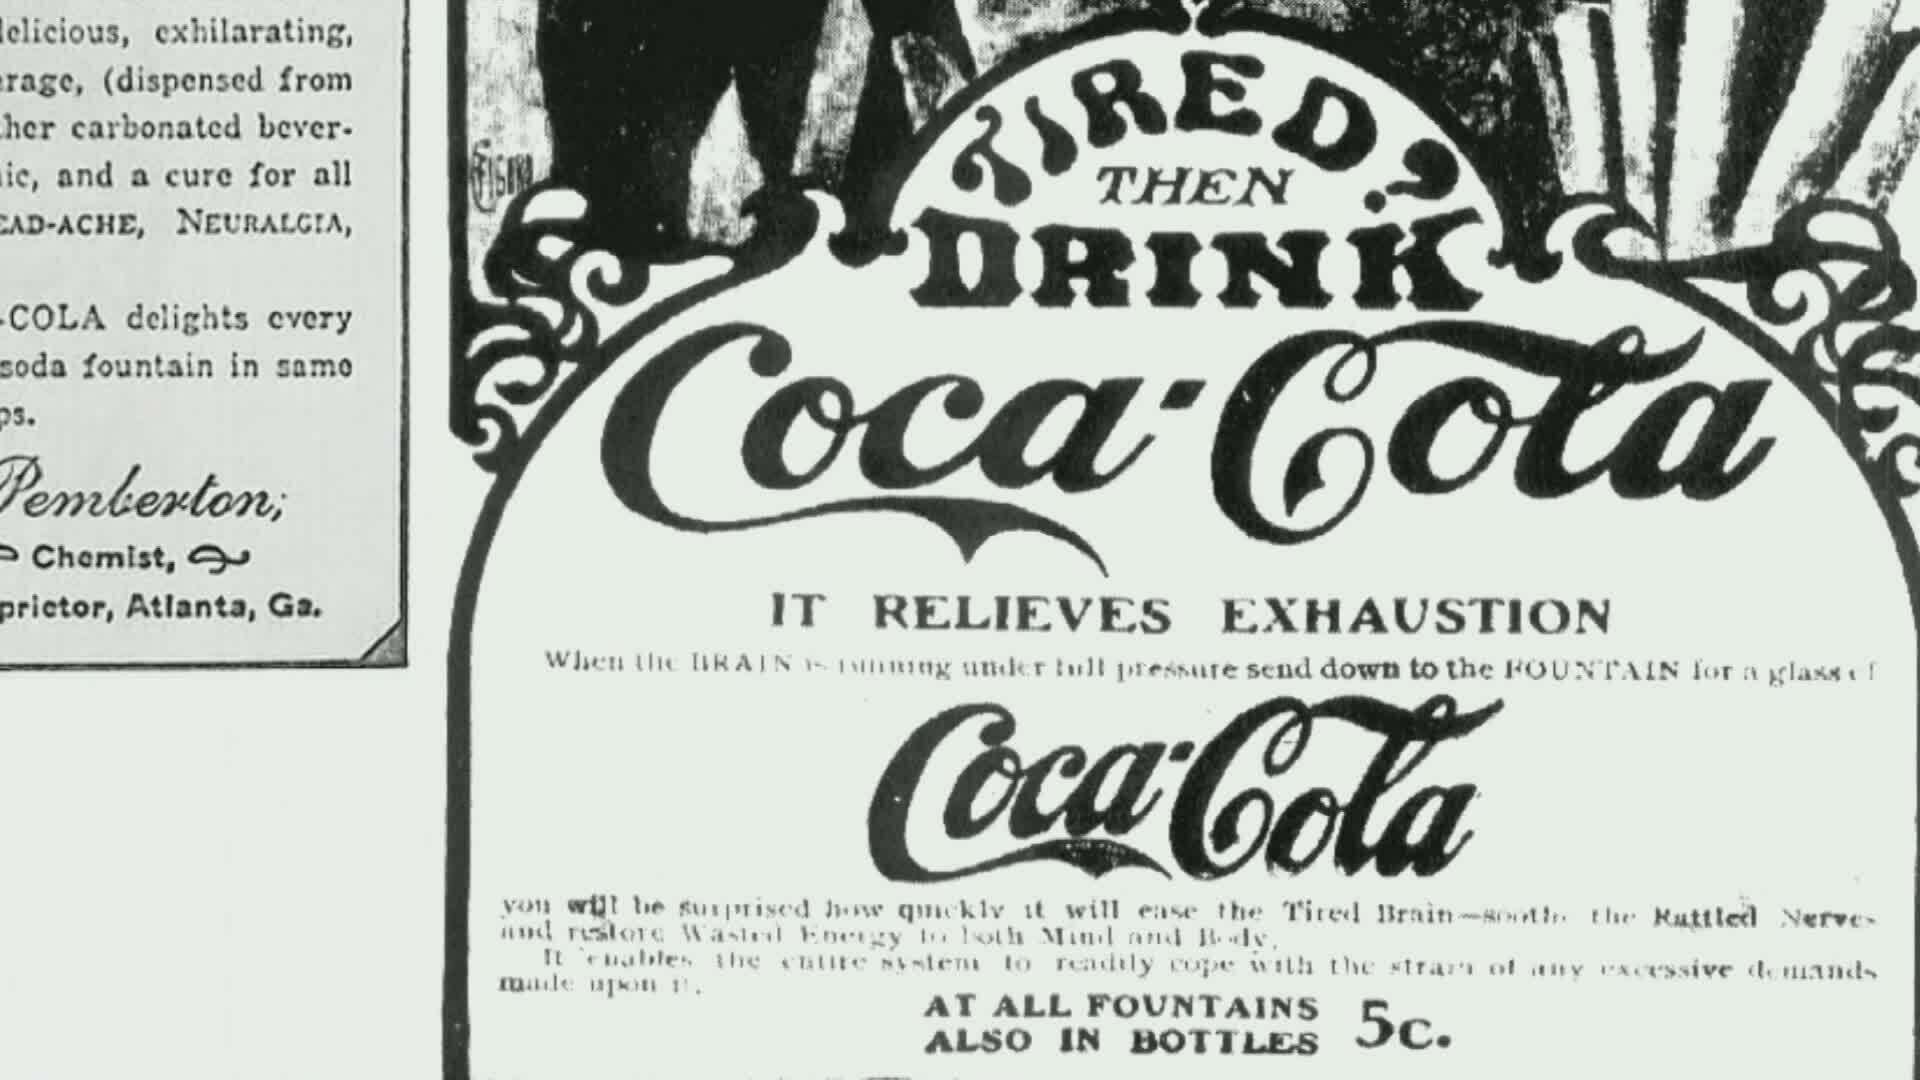 delicious, exhilarating,
erage, (dispensed from
ther carbonated bever-
nic, and a cure for all
EAD-ACHE, NEURALGIA,
-COLA delights every
soda fountain in same
ps.
Pemberton;
Chemist,
prietor, Atlanta, Ga.
TIRED?
THEN
DRINK
Coca-Cola
IT RELIEVES EXHAUSTION
When the BRAIN is running under full pressure send down to the FOUNTAIN for a glass of
Coca-Cola
you will be surprised how quickly it will ease the Tired Brain—soothe the Rattled Nerves
and restore Wasted Energy to both Mind and Body.
It enables the entire system to readily cope with the strain of any excessive demands
made upon it.
AT ALL FOUNTAINS
ALSO IN BOTTLES 5c.